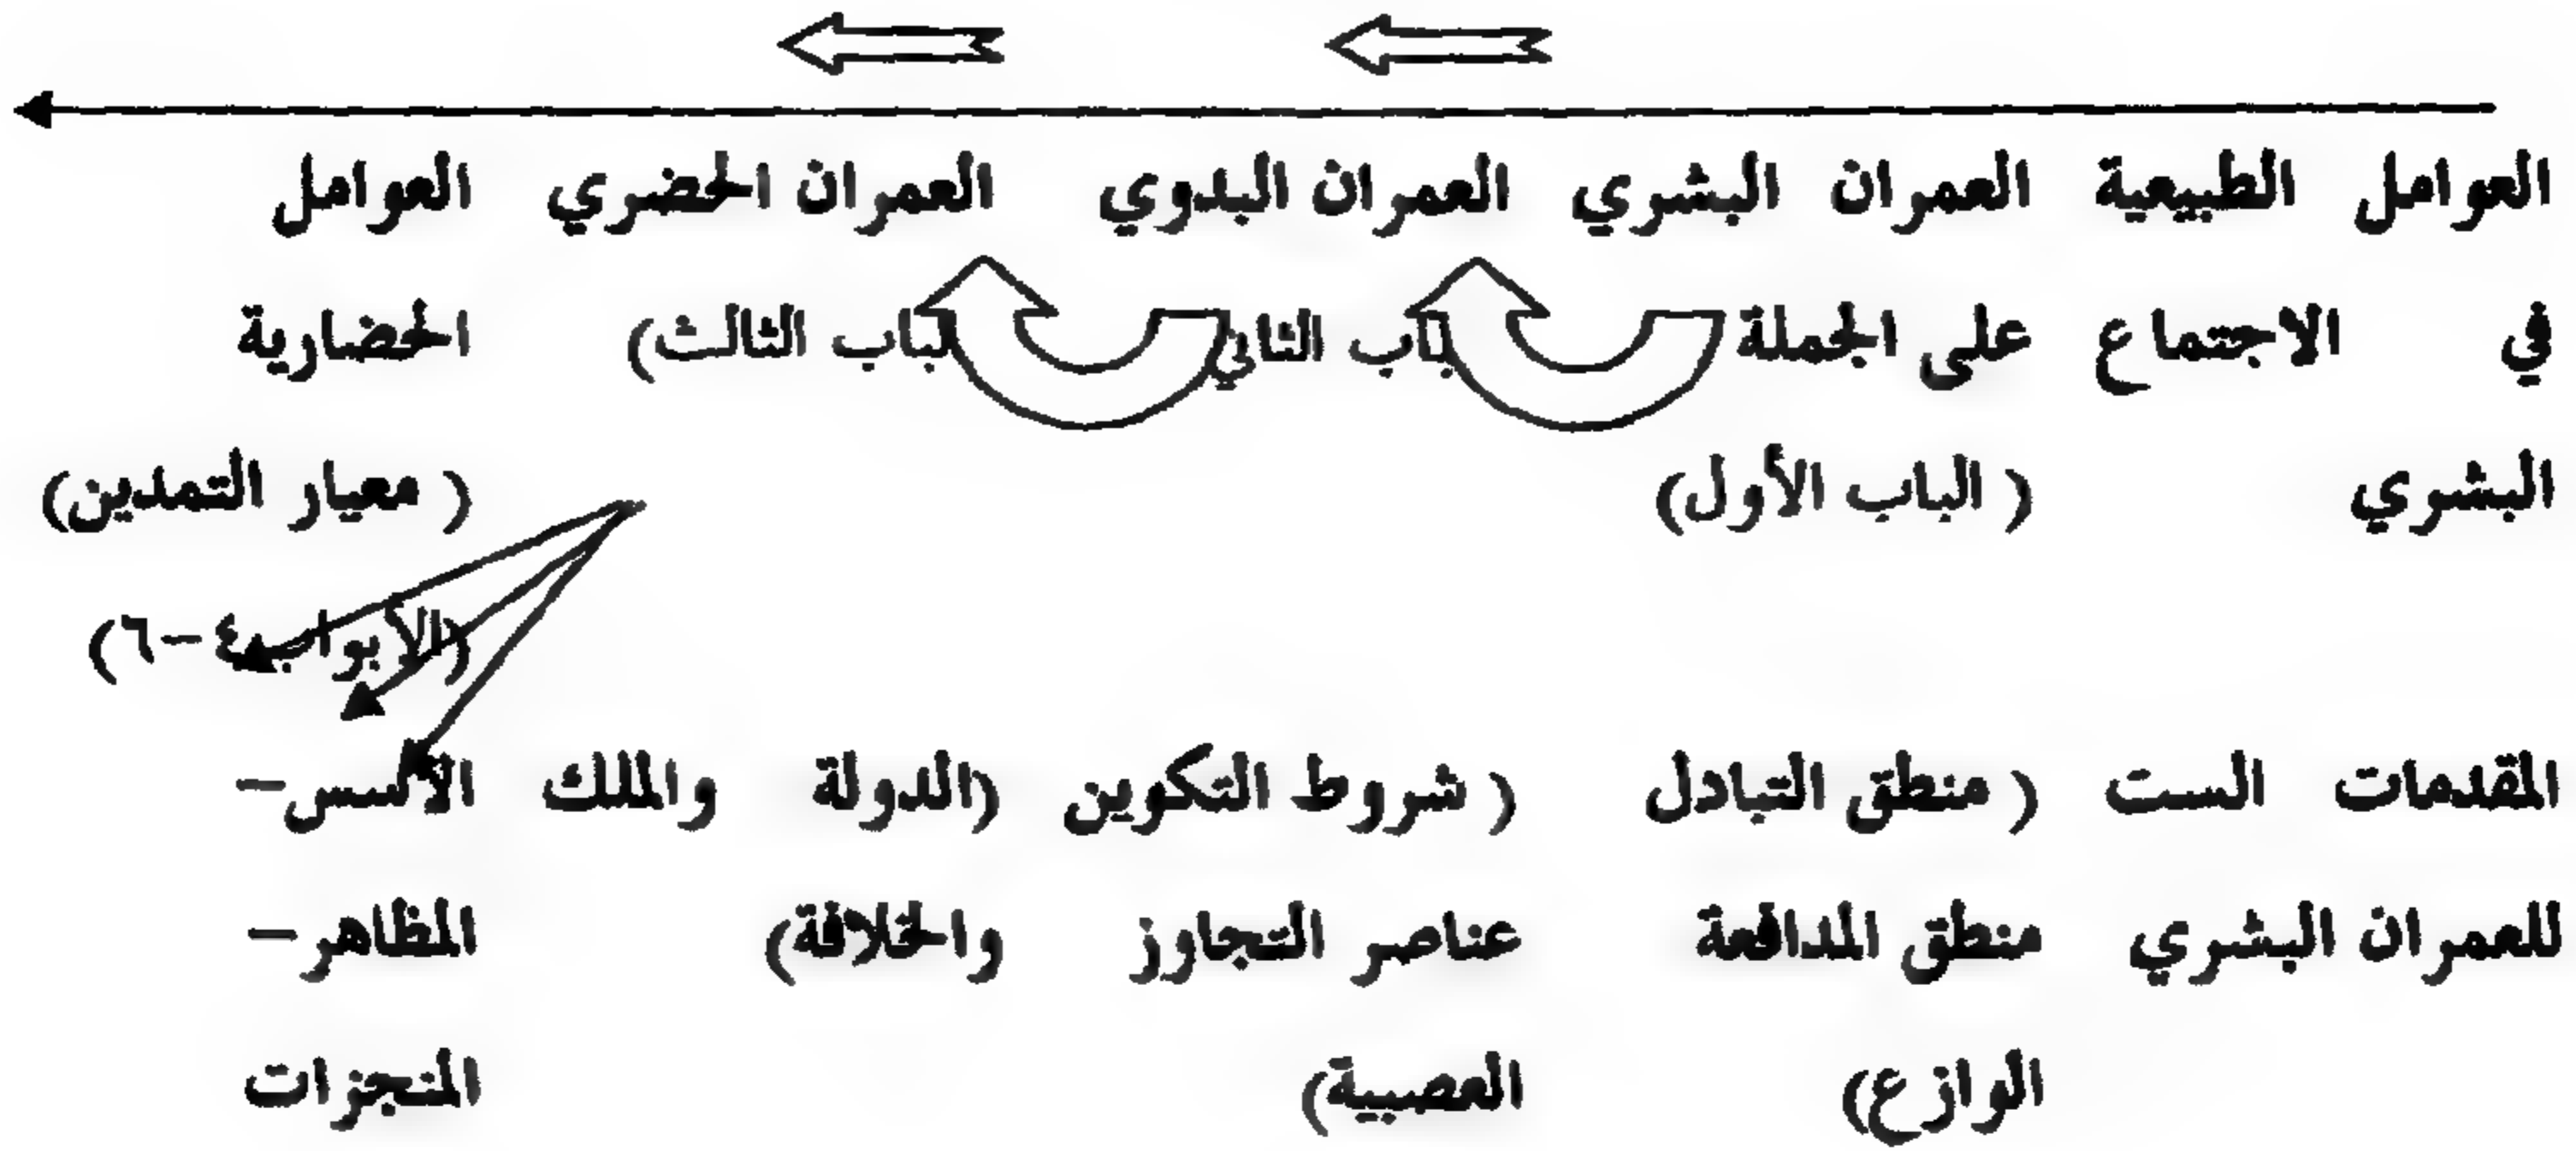 العوامل الطبيعية العمران البشري العمران البدوي العمران الحضري العوامل
في الاجتماع على الجملة باب الثاني لباب الثالث) الحضارية
البشري ( الباب الأول) ( معيار التمدين)
(الأبواب ٤-٦)
المقدمات الست ( منطق التبادل ( شروط التكوين (الدولة والملك الأسس-
للعمران البشري منطق المدافعة عناصر التجاوز والخلافة) المظاهر-
الوازع) العصبية) المنجزات